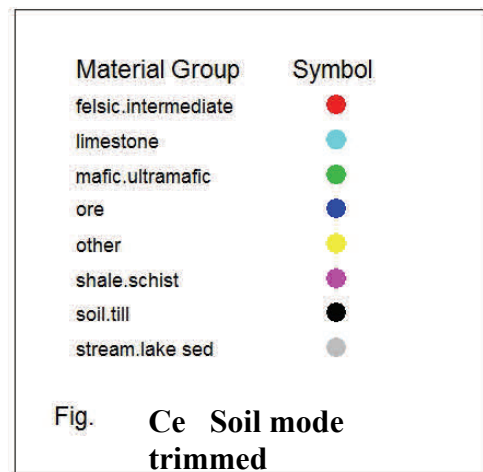 Material Group Symbol
felsic.intermediate
limestone
mafic.ultramafic
ore
other
shale.schist
soil.till
stream.lake sed
Fig. Ce Soil mode
trimmed